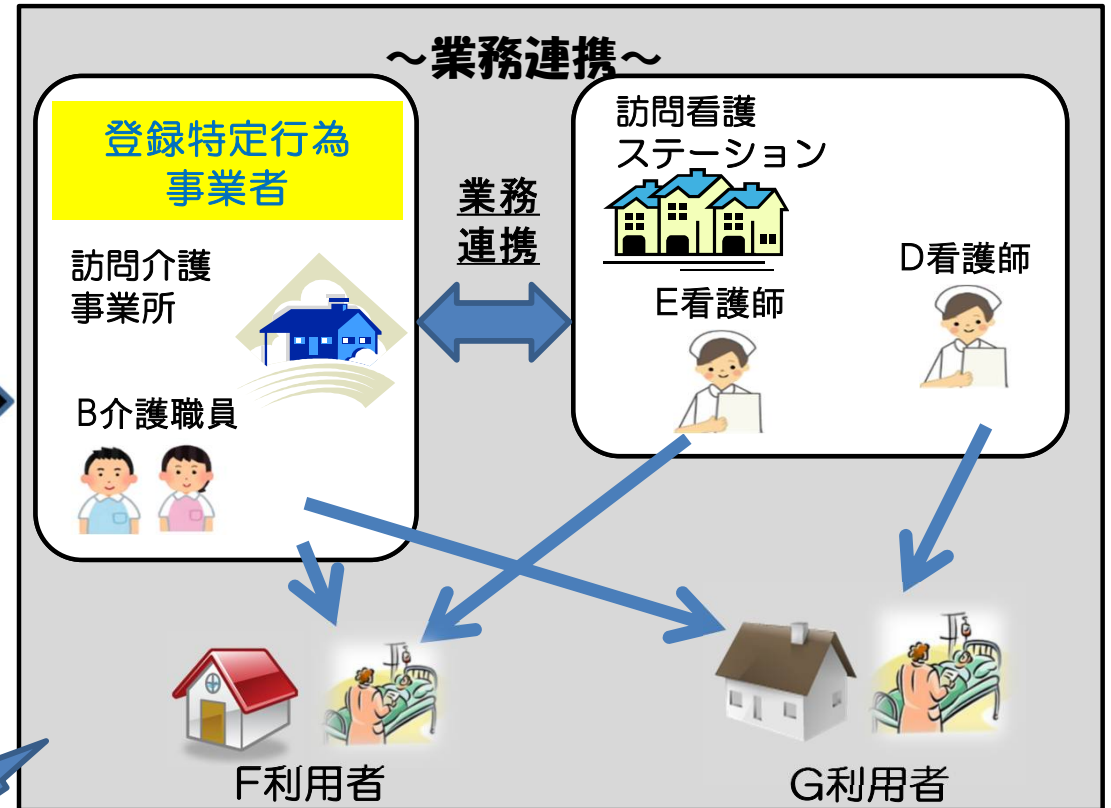 ～業務連携～
登録特定行為
事業者
訪問介護
事業所
B介護職員
業務
連携
訪問看護
ステーション
D看護師
E看護師
F利用者
G利用者